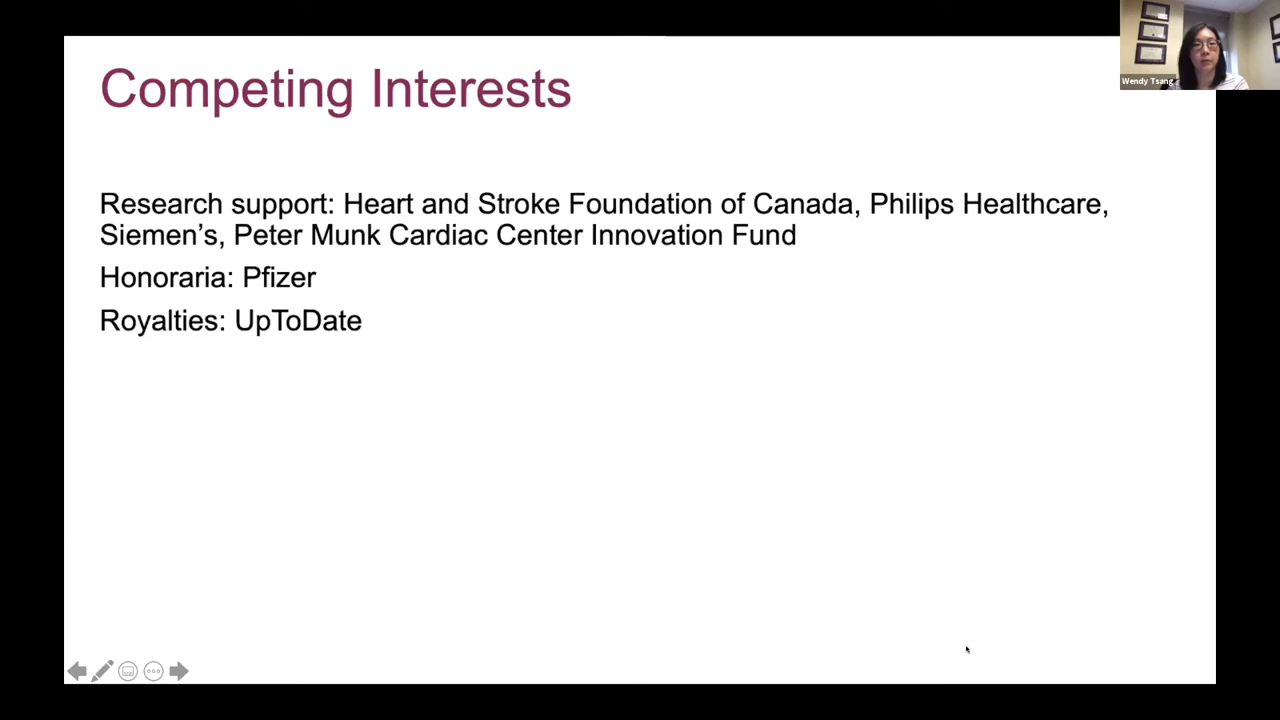 Competing Interests
Wendy Tsang
Research support: Heart and Stroke Foundation of Canada, Philips Healthcare,
Siemen’s, Peter Munk Cardiac Center Innovation Fund
Honoraria: Pfizer
Royalties: UpToDate